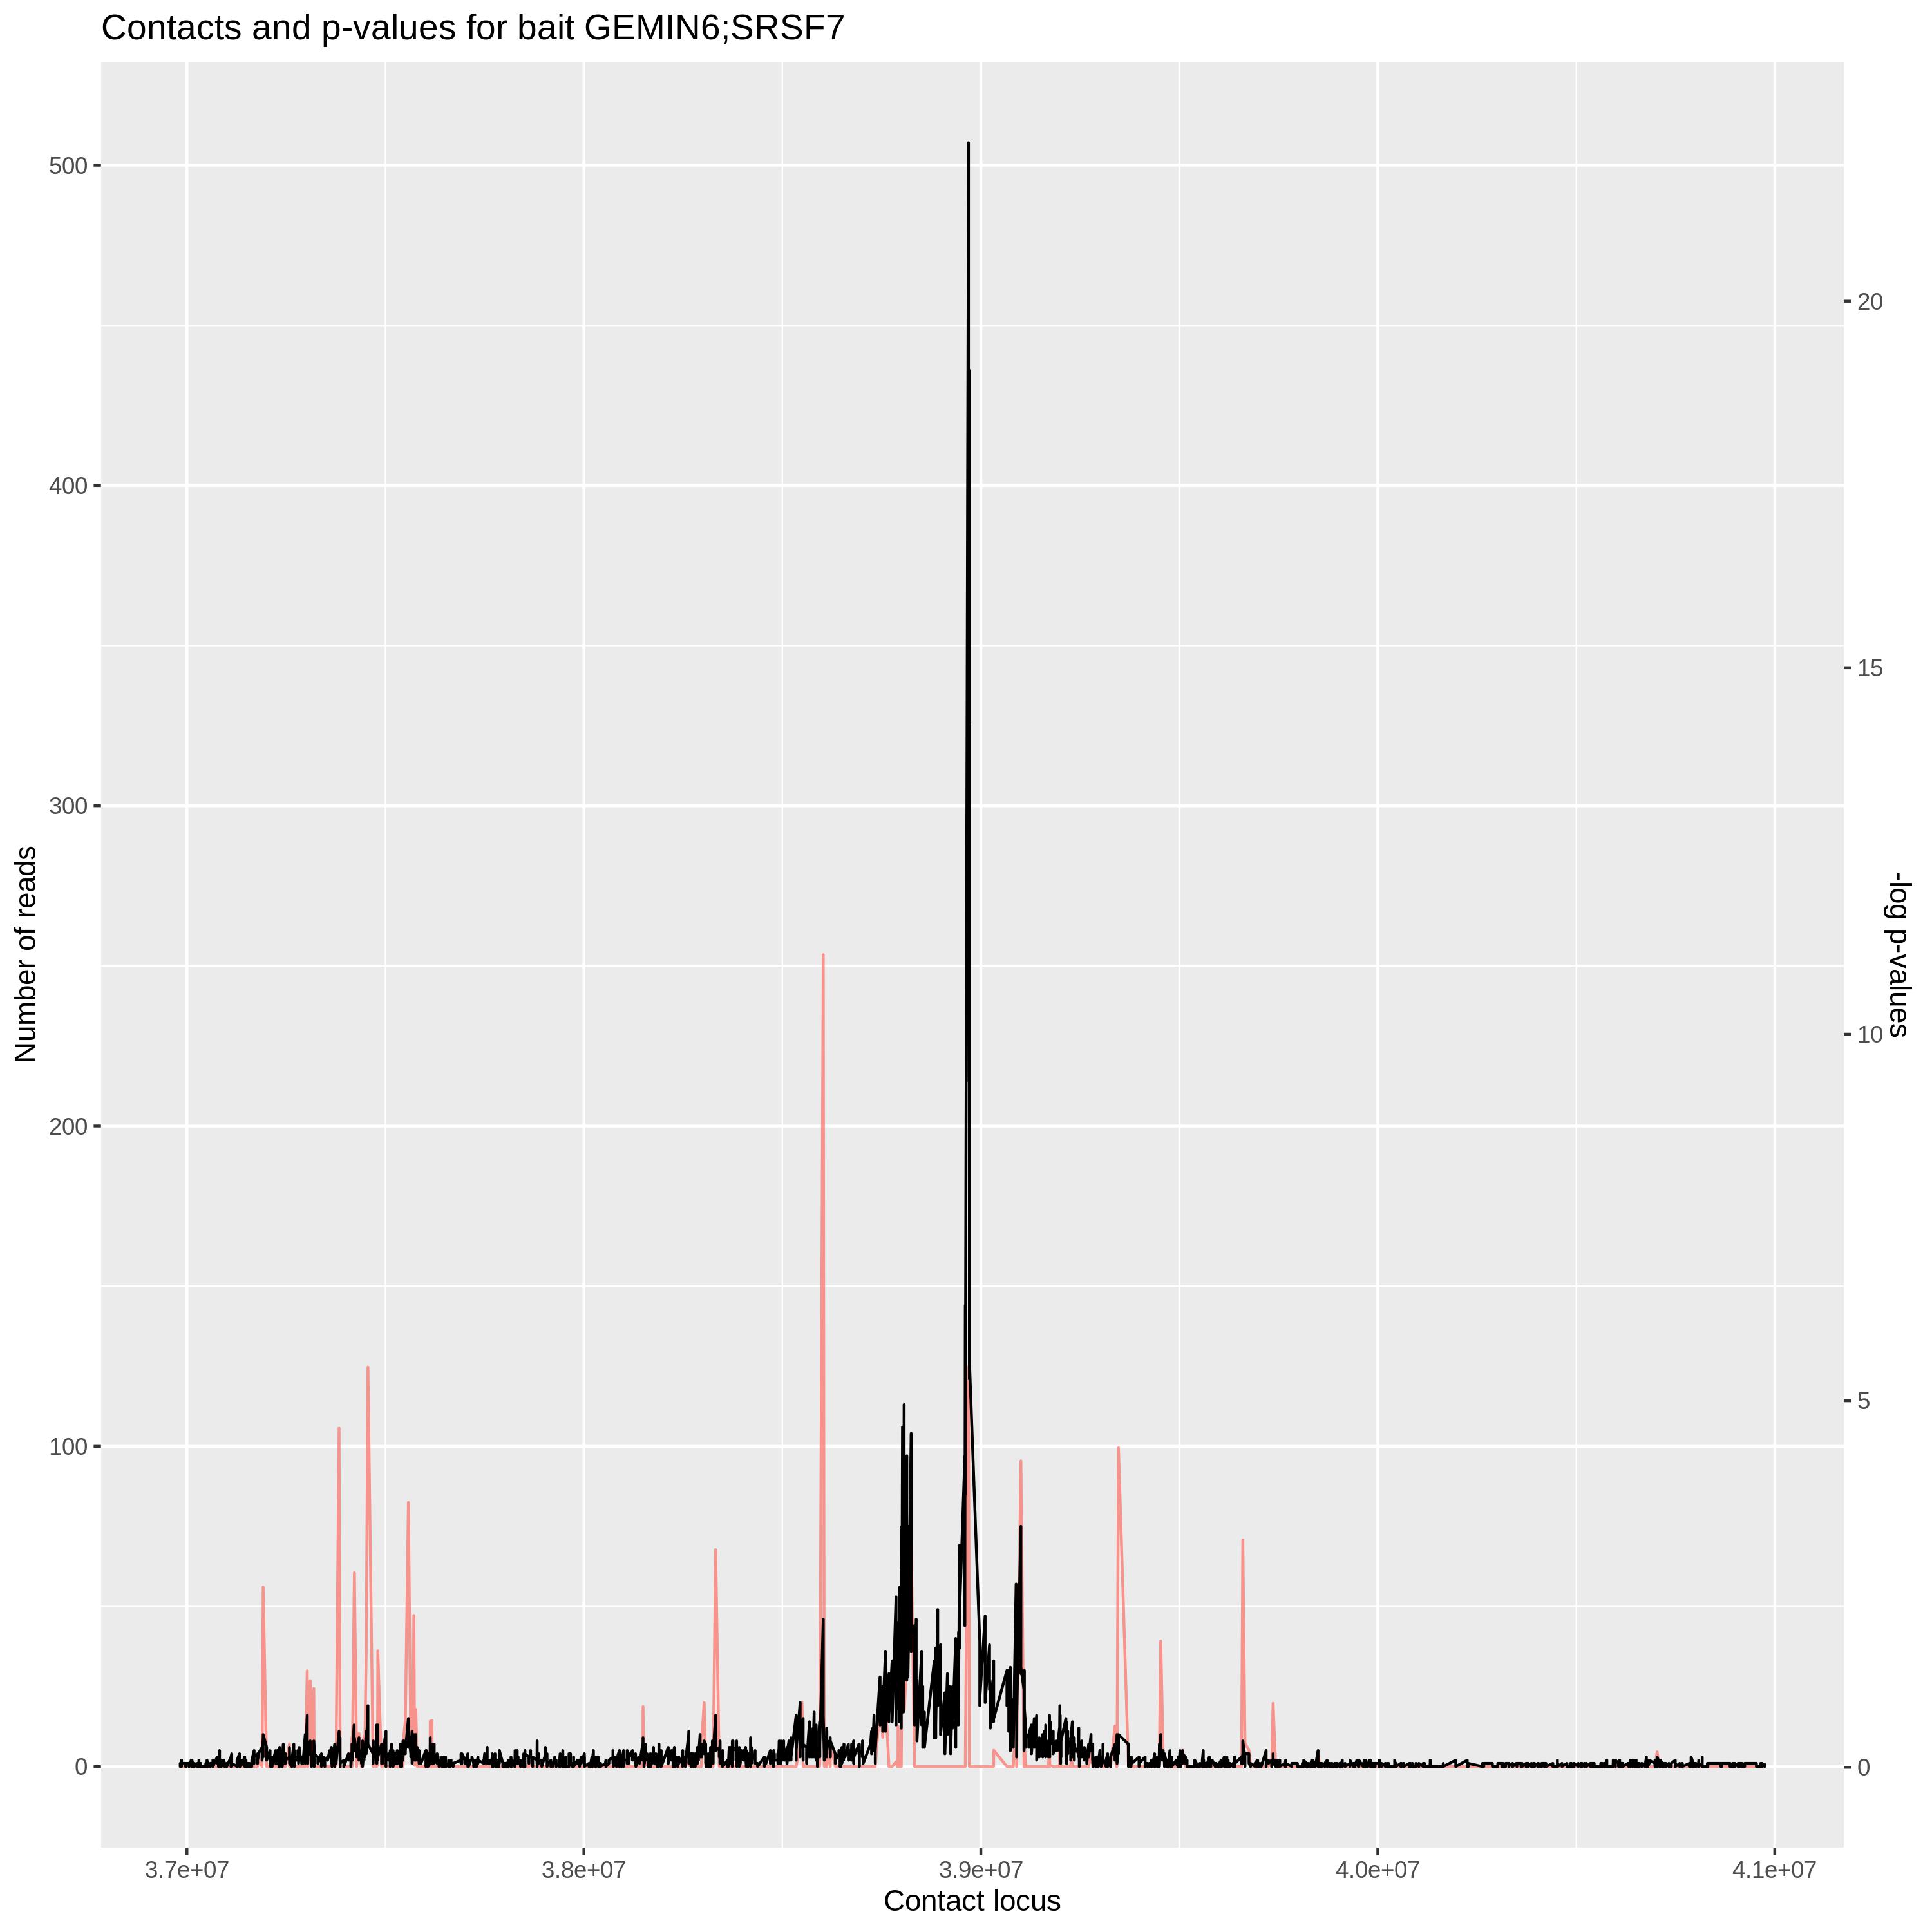 Contacts and p-values for bait GEMIN6;SRSF7
500
400
300
200
100
0
Number of reads
20
15
10
5
0
-log p-values
3.7e+07
3.8e+07
3.9e+07
4.0e+07
4.1e+07
Contact locus